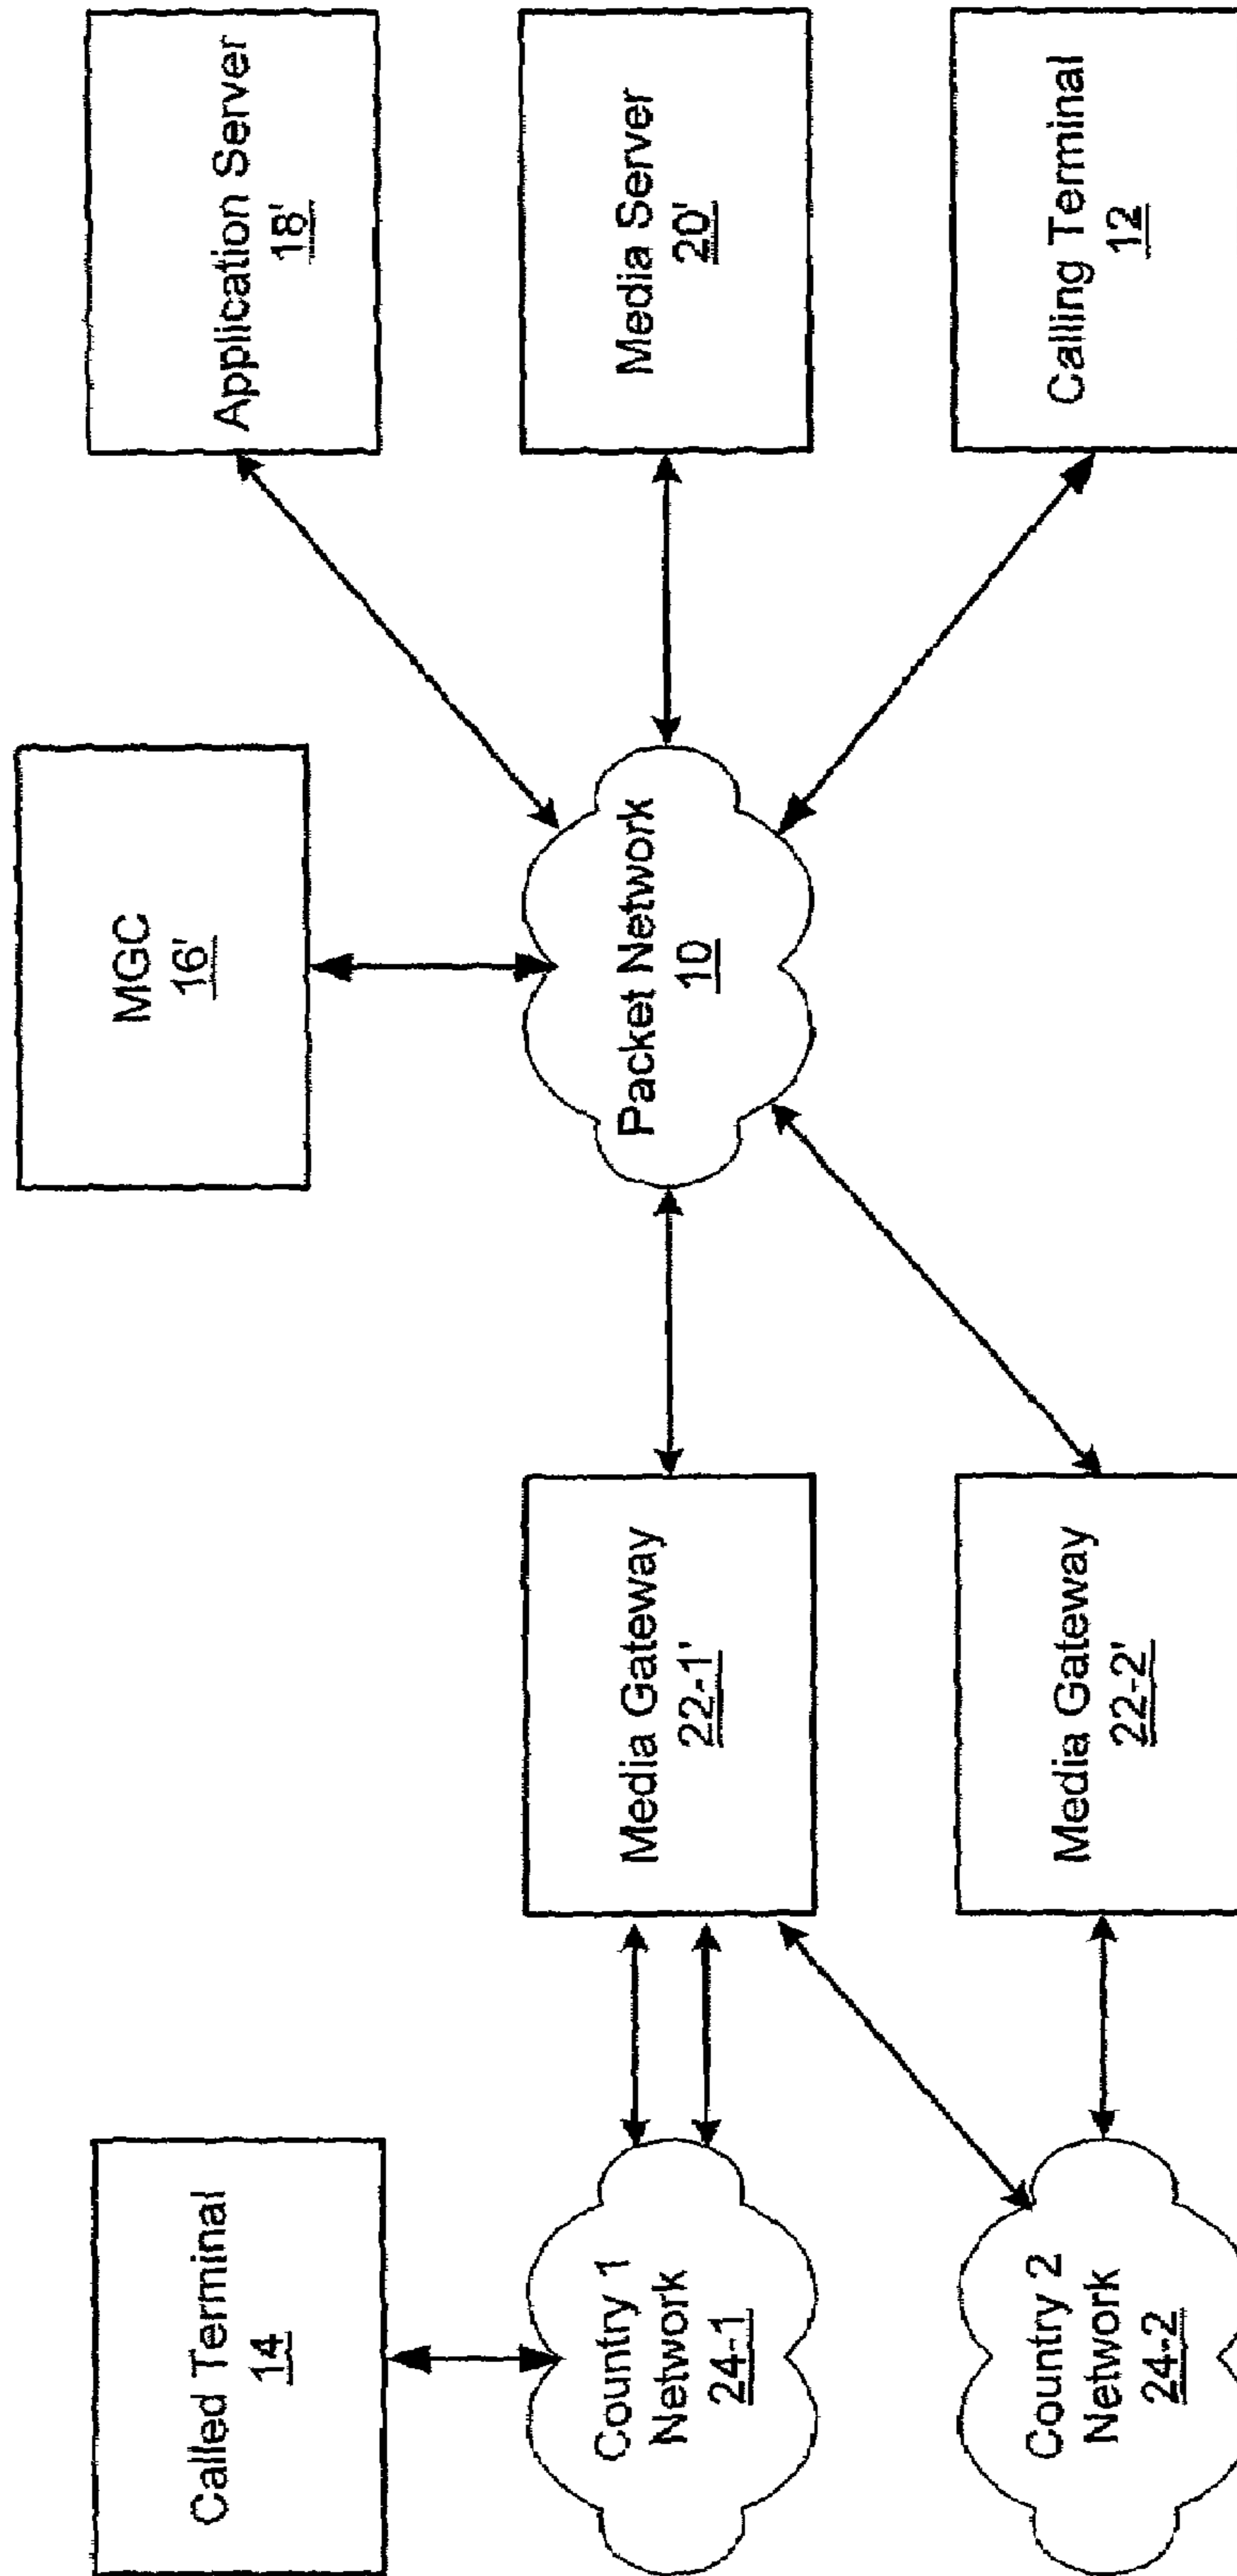 Called Terminal
14
MGC
16'
Application Server
18'
Country 1
Network
24-1
Media Gateway
22-1'
Packet Network
10
Media Server
20'
Country 2
Network
24-2
Media Gateway
22-2'
Calling Terminal
12